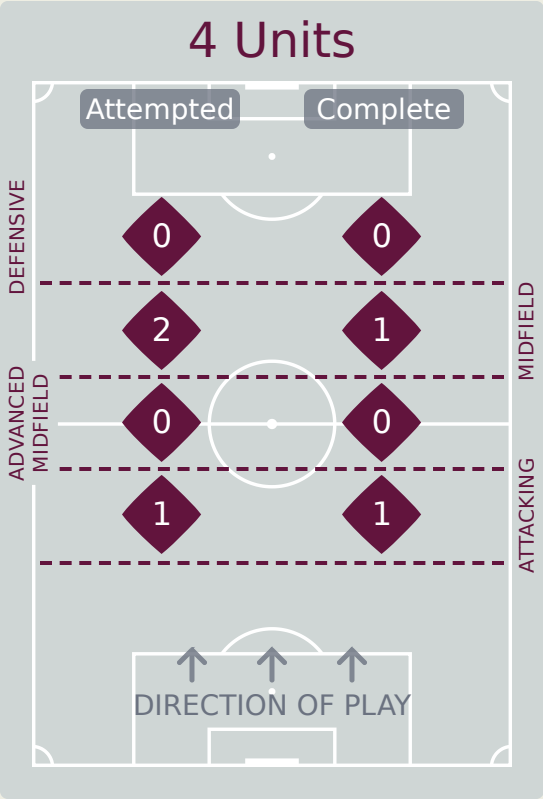 4 Units
Attempted
Complete
DEFENSIVE
0
0
MIDFIELD
2
1
ADVANCED
MIDFIELD
0
0
ATTACKING
1
1
DIRECTION OF PLAY